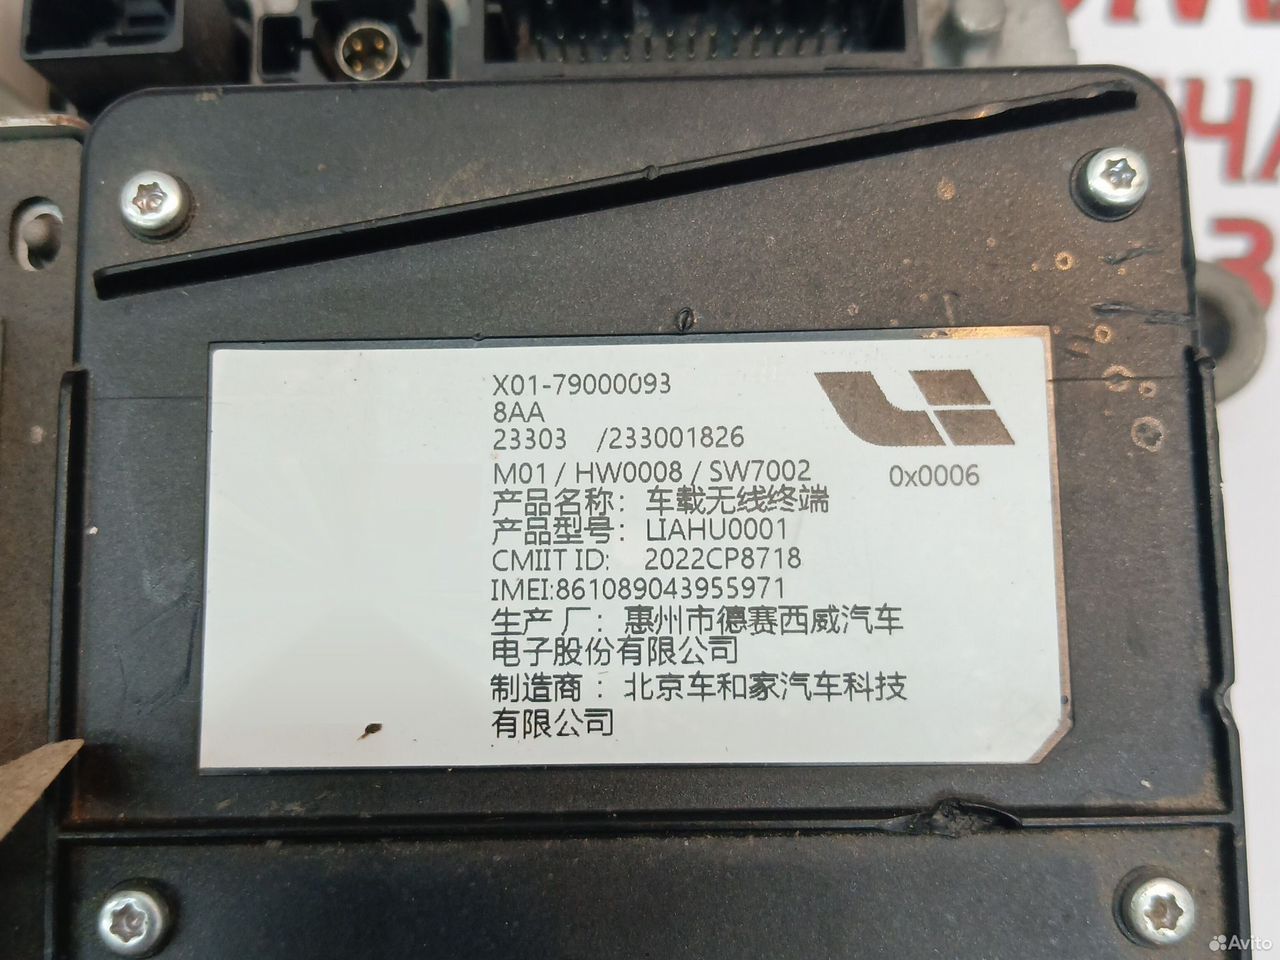 X01-79000093
8AA
23303 /233001826
M01 / HW0008 / SW7002
0x0006
产品名称：车载无线终端
产品型号：LIAHU0001
CMIIT ID: 2022CP8718
IMEI:861089043955971
生产厂：惠州市德赛西威汽车
电子股份有限公司
制造商：北京车和家汽车科技
有限公司
Avito